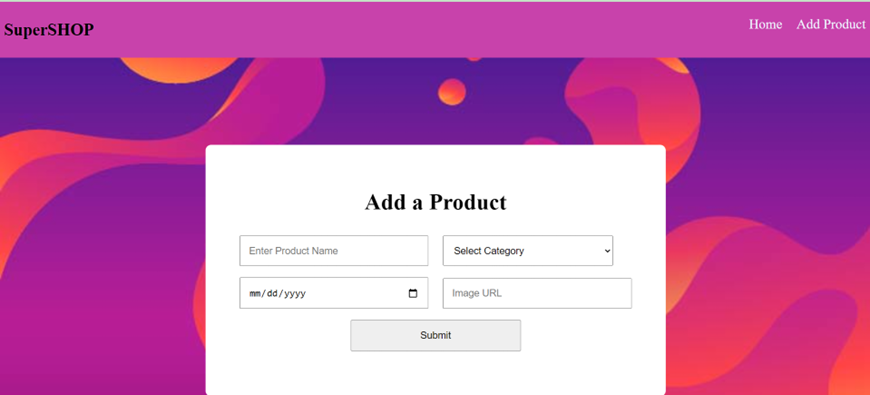 SuperSHOP
Home Add Product
Add a Product
Enter Product Name
Select Category
mm/dd/yyyy
Image URL
Submit